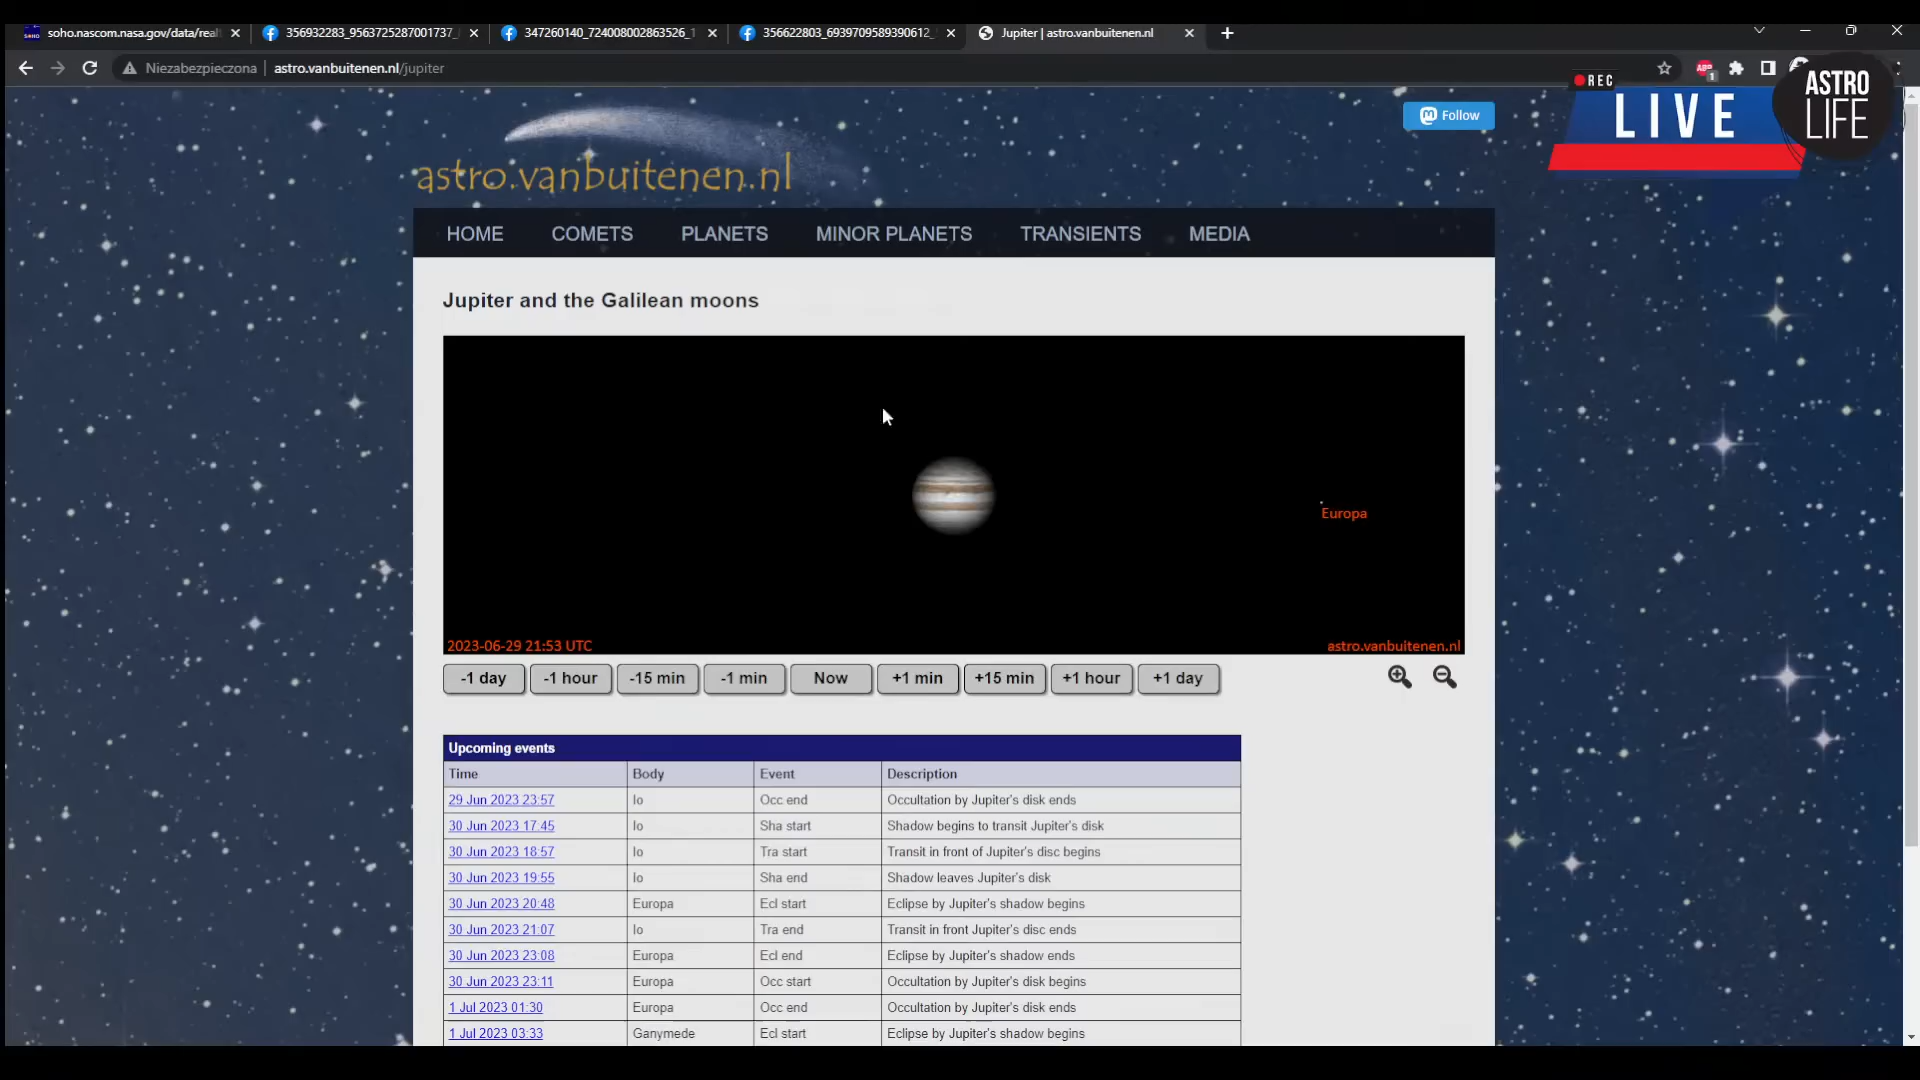 soho.nascom.nasa.gov/data/real
356932283_9563725287001737_
347260140_724008002863526_1
356622803_6939709589390612_
Jupiter | astro.vanbuitenen.nl
Niezabezpieczona
astro.vanbuitenen.nl/jupiter
REC
LIVE
ASTRO
LIFE
Follow
astro.vanbuitenen.nl
HOME COMETS PLANETS MINOR PLANETS TRANSIENTS MEDIA
Jupiter and the Galilean moons
Europa
2023-06-29 21:53 UTC
astro.vanbuitenen.nl
-1 day -1 hour -15 min -1 min Now +1 min +15 min +1 hour +1 day
Upcoming events
Time Body Event Description
29 Jun 2023 23:57 Io Occ end Occultation by Jupiter's disk ends
30 Jun 2023 17:45 Io Sha start Shadow begins to transit Jupiter's disk
30 Jun 2023 18:57 Io Tra start Transit in front of Jupiter's disc begins
30 Jun 2023 19:55 Io Sha end Shadow leaves Jupiter's disk
30 Jun 2023 20:48 Europa Ecl start Eclipse by Jupiter's shadow begins
30 Jun 2023 21:07 Io Tra end Transit in front Jupiter's disc ends
30 Jun 2023 23:08 Europa Ecl end Eclipse by Jupiter's shadow ends
30 Jun 2023 23:11 Europa Occ start Occultation by Jupiter's disk begins
1 Jul 2023 01:30 Europa Occ end Occultation by Jupiter's disk ends
1 Jul 2023 03:33 Ganymede Ecl start Eclipse by Jupiter's shadow begins